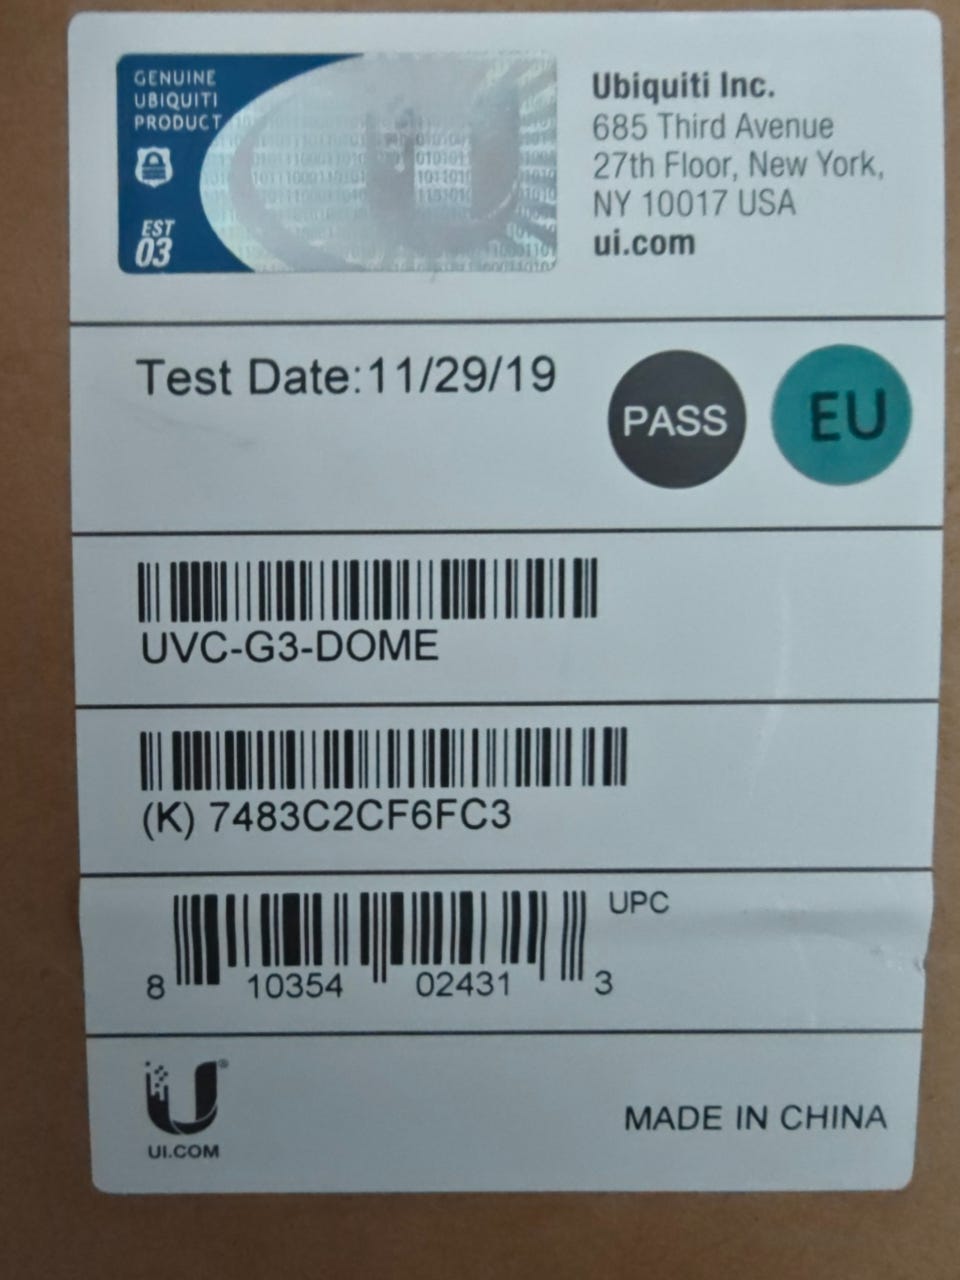 GENUINE
UBIQUITI
PRODUCT
EST
03
Ubiquiti Inc.
685 Third Avenue
27th Floor, New York,
NY 10017 USA
ui.com
Test Date:11/29/19
PASS
EU
UVC-G3-DOME
(K) 7483C2CF6FC3
UPC
8 10354 02431 3
U®
UI.COM
MADE IN CHINA